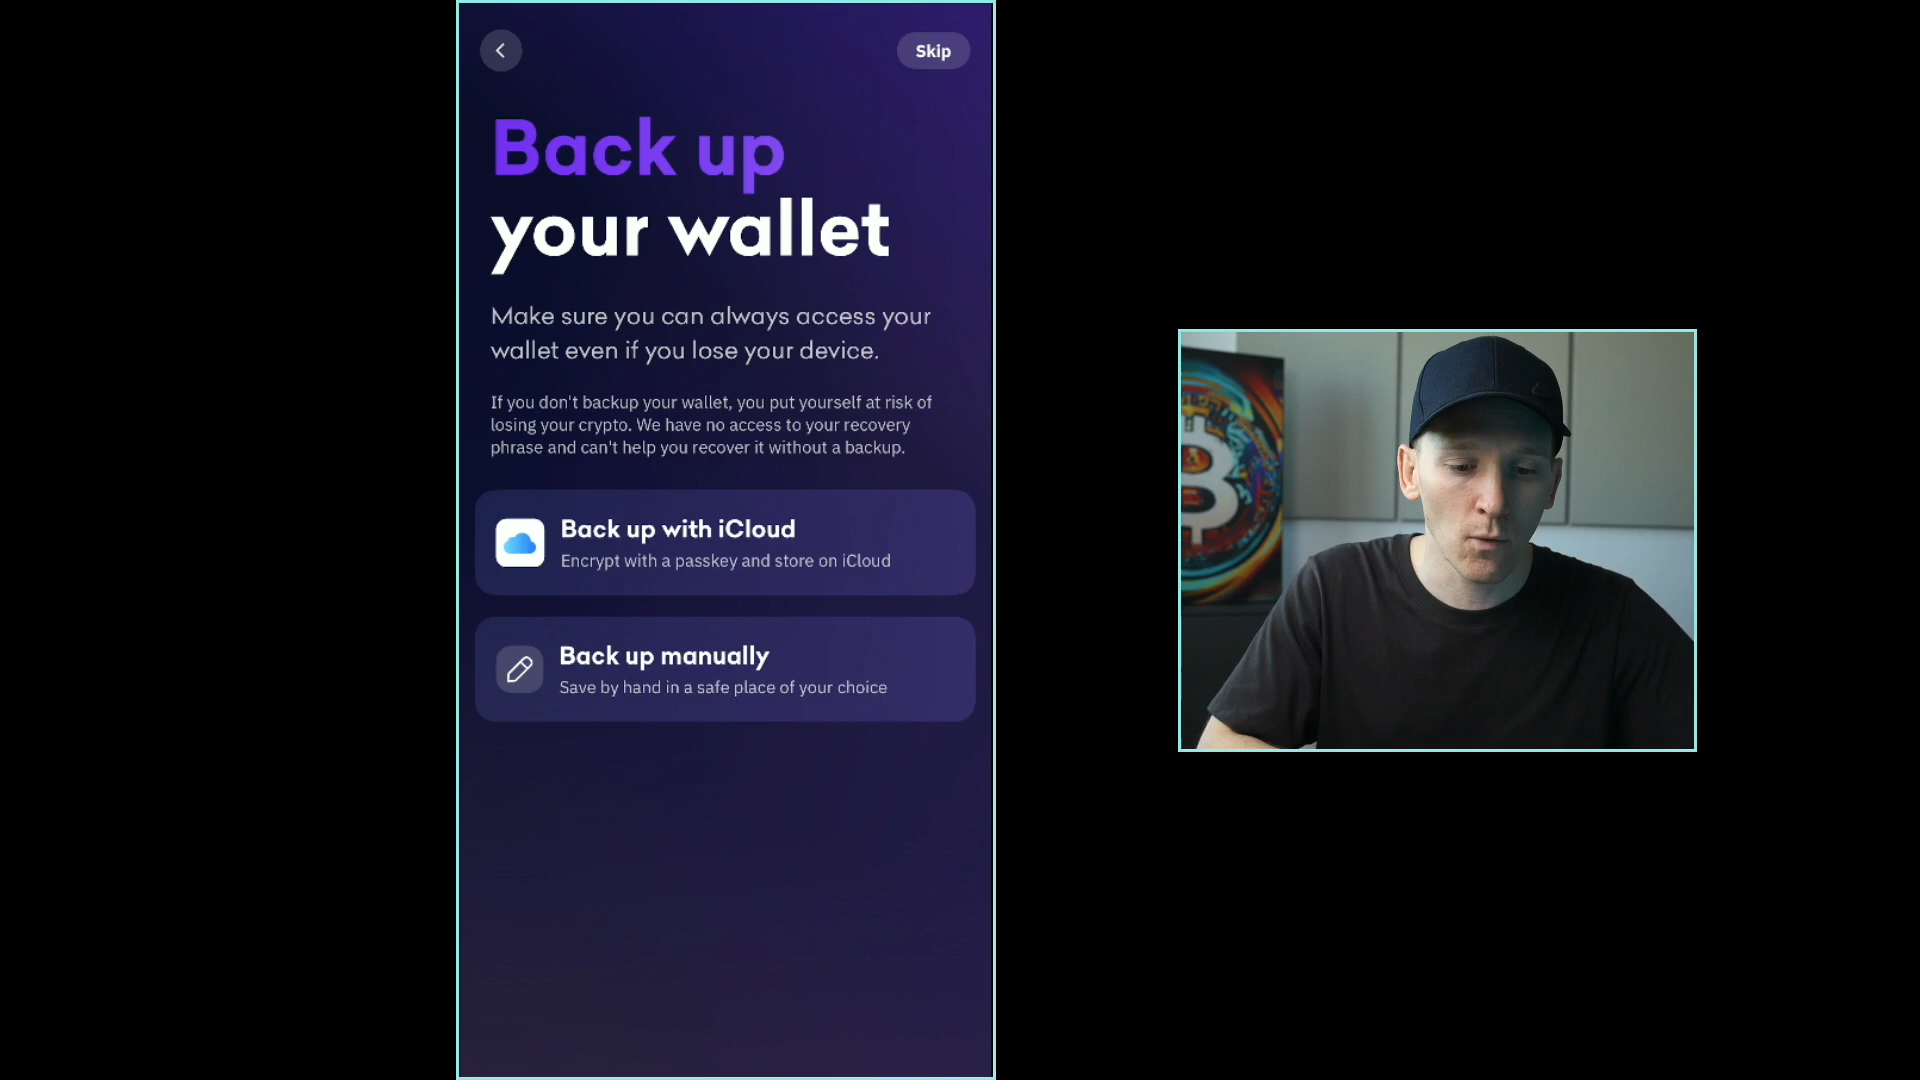 Skip
Back up
your wallet
Make sure you can always access your
wallet even if you lose your device.
If you don't backup your wallet, you put yourself at risk of
losing your crypto. We have no access to your recovery
phrase and can't help you recover it without a backup.
Back up with iCloud
Encrypt with a passkey and store on iCloud
Back up manually
Save by hand in a safe place of your choice